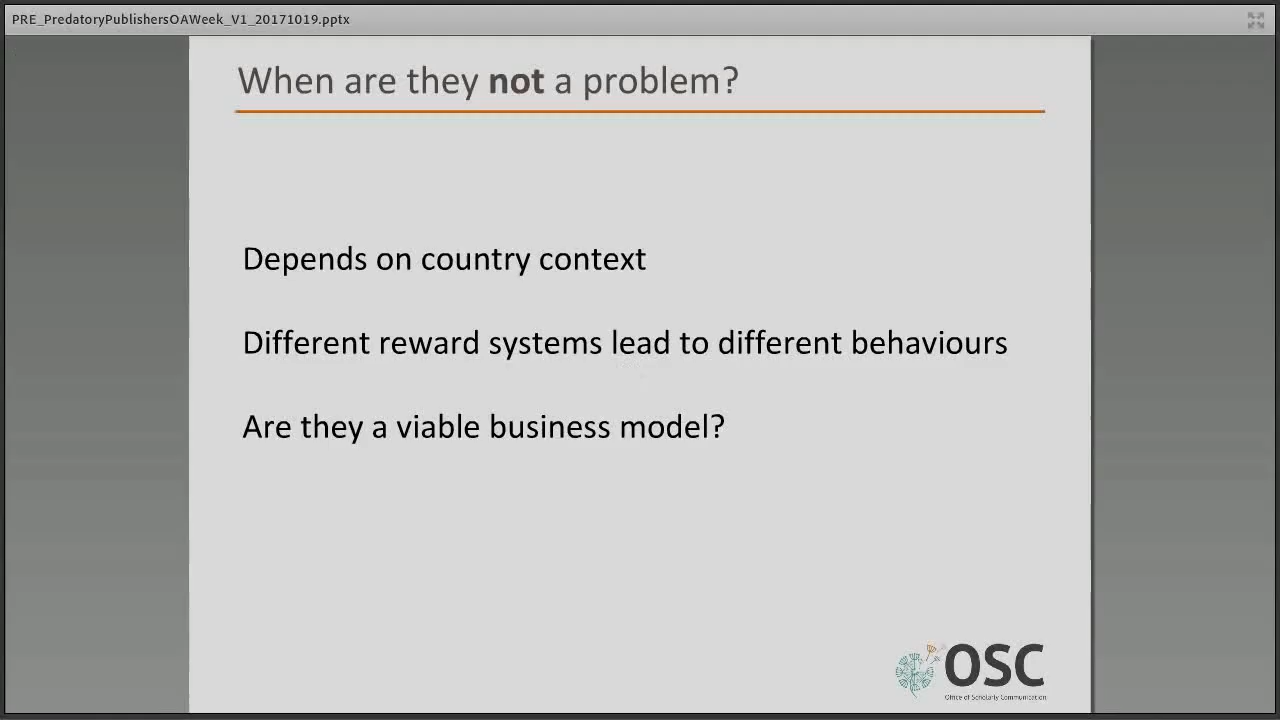 PRE_PredatoryPublishersOAWeek_V1_20171019.pptx
When are they not a problem?
Depends on country context
Different reward systems lead to different behaviours
Are they a viable business model?
OSC
Office of Scholarly Communication